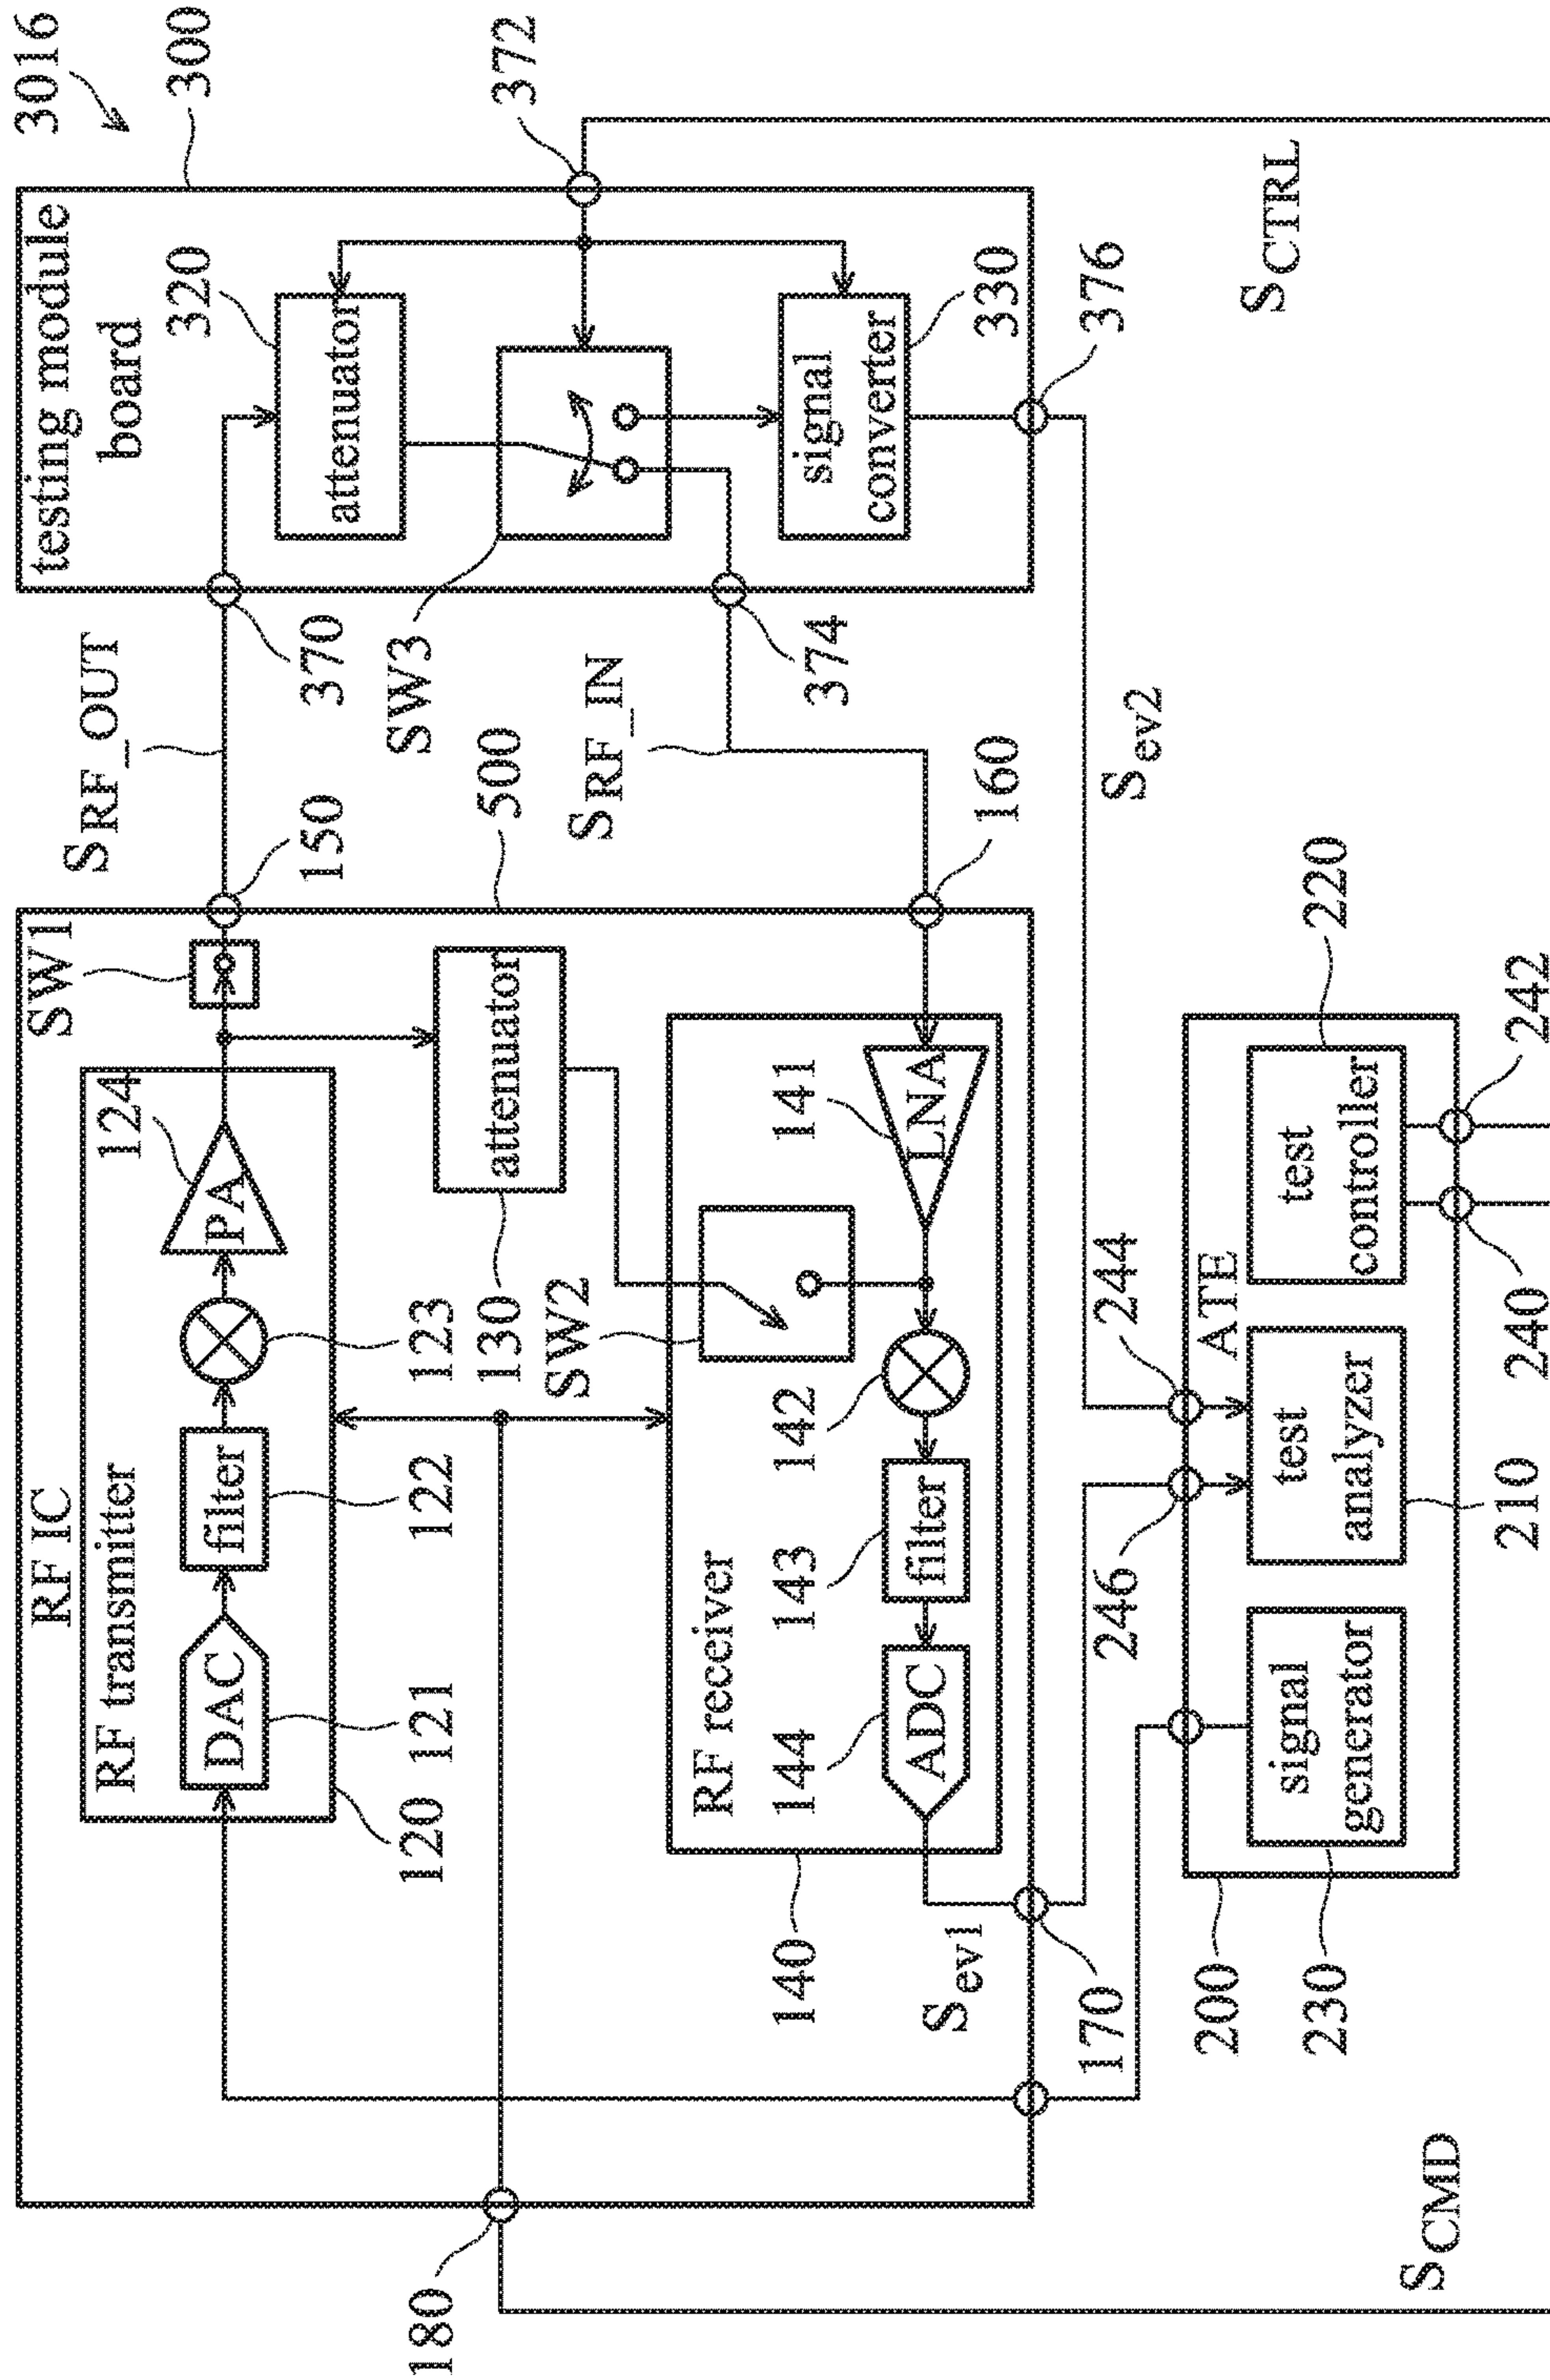 3016
RF IC
RF transmitter
DAC
121
filter
122
123
PA
124
120
SW1
150
SRF_OUT
500
attenuator
130
SW2
RF receiver
LNA
141
142
filter
143
ADC
144
140
Sev1
170
180
160
SRF_IN
testing module
board
300
370
320
attenuator
372
SW3
374
signal
converter
330
376
Sev2
SCTRL
ATE
200
signal
generator
230
test
analyzer
210
test
controller
220
246
244
240
242
SCMD